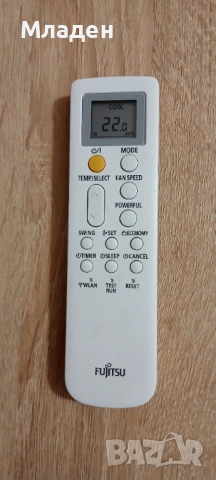 Младен
COOL
22.0
⏻/I MODE
TEMP./SELECT FAN SPEED
POWERFUL
SWING SET ECONOMY
TIMER SLEEP CANCEL
WLAN TEST RUN RESET
FUJITSU
BAZAR